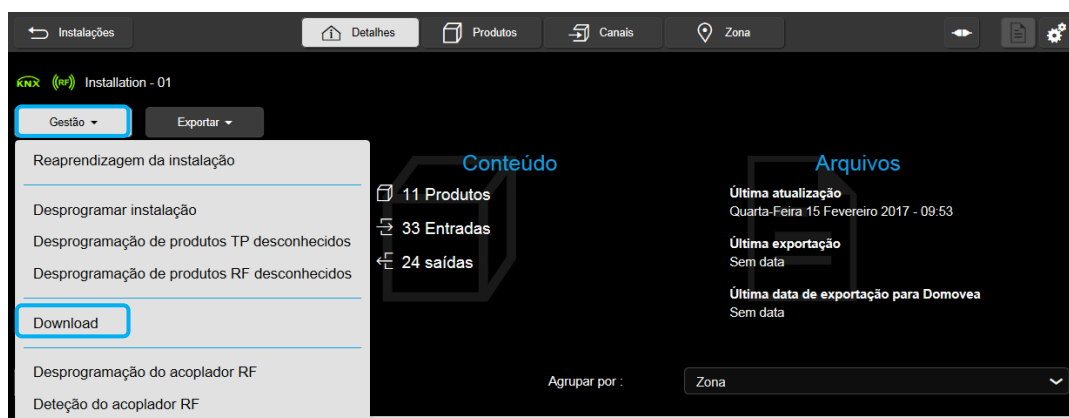 Instalações
Detalhes
Produtos
Canais
Zona
KNX
RF
Installation - 01
Gestão
Exportar
Reaprendizagem da instalação
Desprogramar instalação
Desprogramação de produtos TP desconhecidos
Desprogramação de produtos RF desconhecidos
Download
Desprogramação do acoplador RF
Deteção do acoplador RF
Conteúdo
11 Produtos
33 Entradas
24 saídas
Arquivos
Última atualização
Quarta-Feira 15 Fevereiro 2017 - 09:53
Última exportação
Sem data
Última data de exportação para Domovea
Sem data
Agrupar por :
Zona